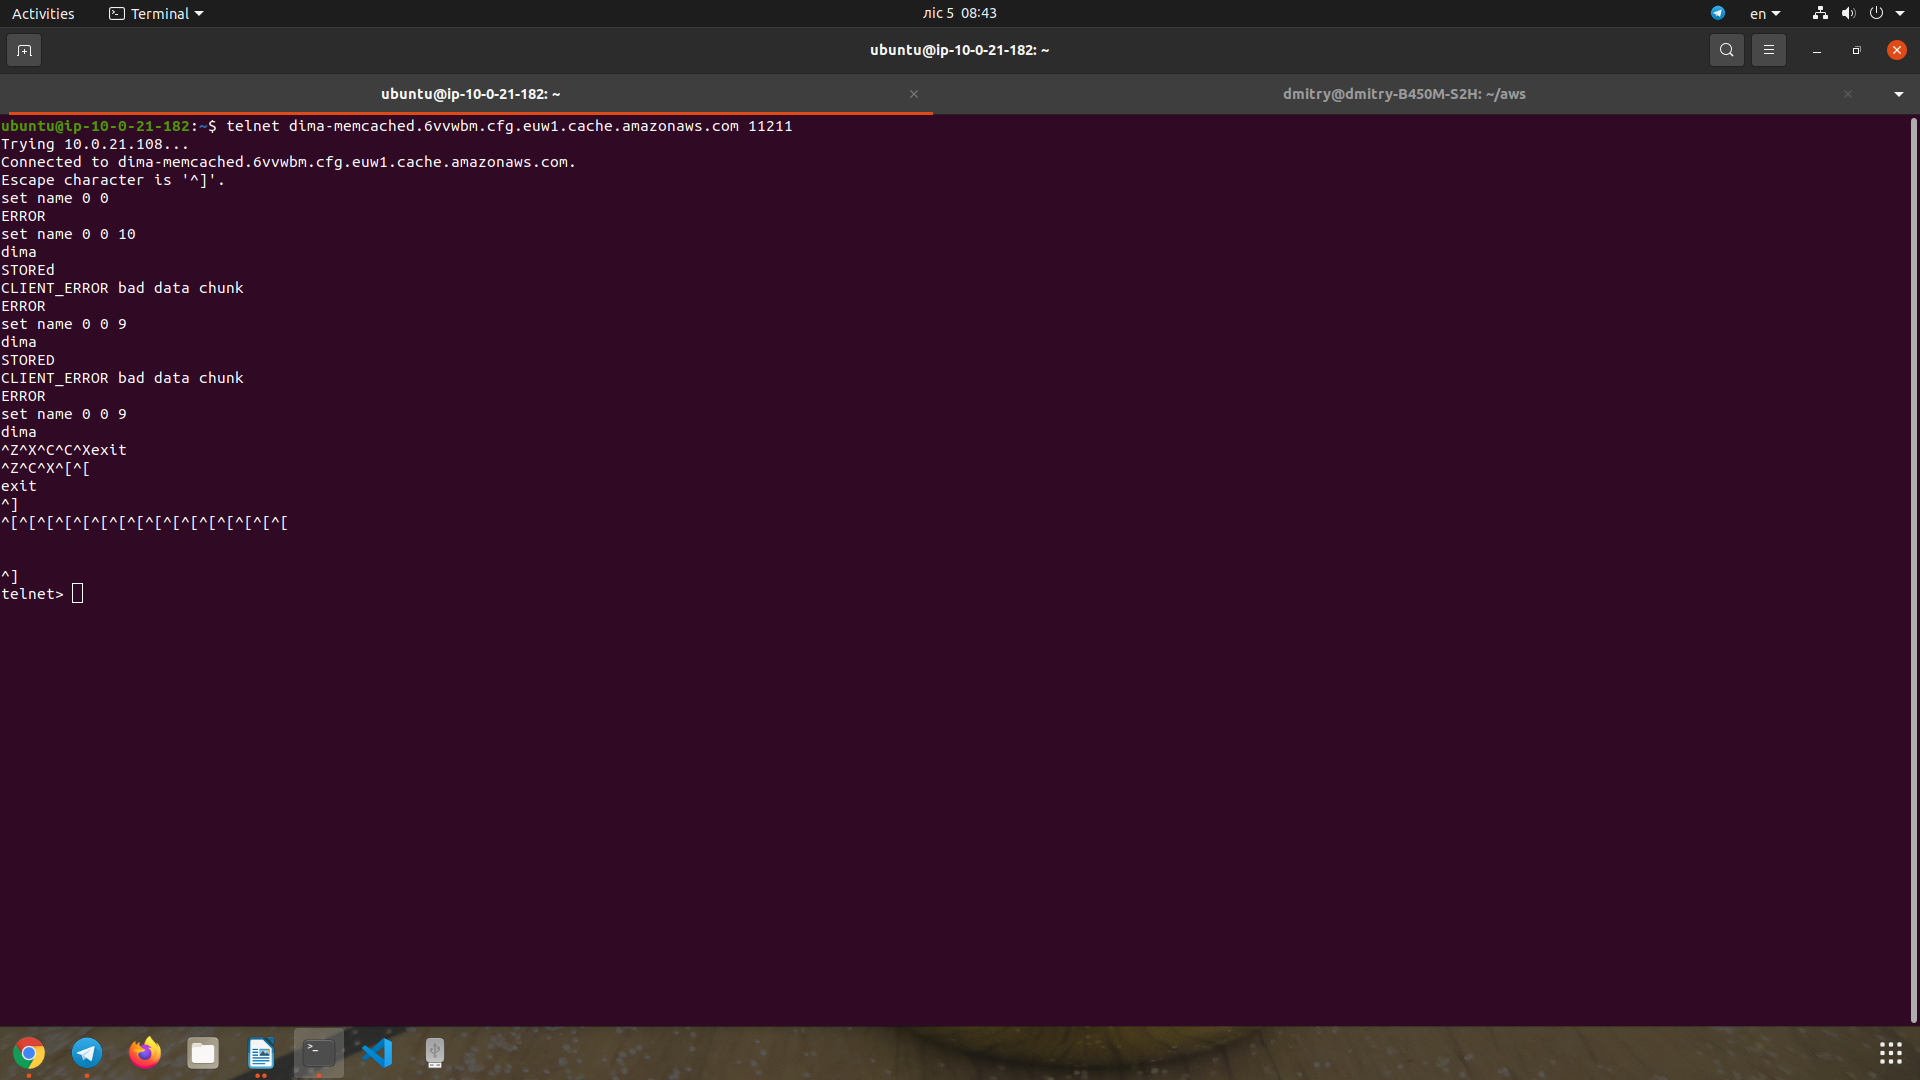 Activities
Terminal
ліс 5 08:43
en
ubuntu@ip-10-0-21-182: ~
ubuntu@ip-10-0-21-182: ~
dmitry@dmitry-B450M-S2H: ~/aws
ubuntu@ip-10-0-21-182:~$ telnet dima-memcached.6vvwbm.cfg.euw1.cache.amazonaws.com 11211
Trying 10.0.21.108...
Connected to dima-memcached.6vvwbm.cfg.euw1.cache.amazonaws.com.
Escape character is '^]'.
set name 0 0
ERROR
set name 0 0 10
dima
STOREd
CLIENT_ERROR bad data chunk
ERROR
set name 0 0 9
dima
STORED
CLIENT_ERROR bad data chunk
ERROR
set name 0 0 9
dima
^Z^X^C^C^Xexit
^Z^C^X^[^[
exit
^]
^[^[^[^[^[^[^[^[^[^[^[^[^[^[^[^[
^]
telnet>